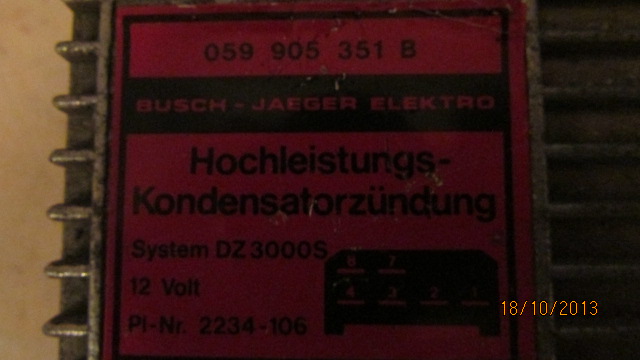 059 905 351 B
BUSCH-JAEGER ELEKTRO
Hochleistungs-
Kondensatorzündung
System DZ 3000S
12 Volt
Pl-Nr. 2234-106
8 7
4 3 2 1
18/10/2013